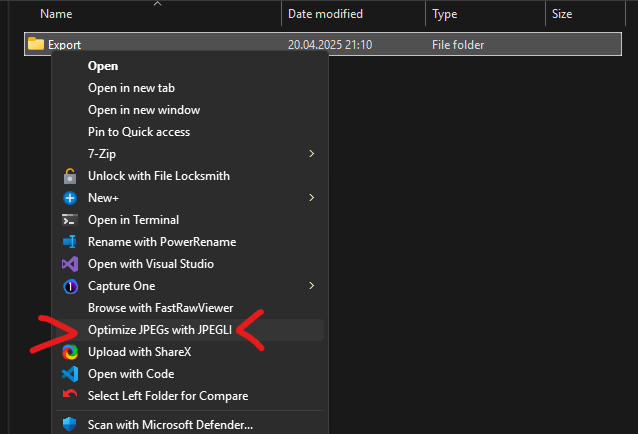 Name Date modified Type Size
Export 20.04.2025 21:10 File folder
Open
Open in new tab
Open in new window
Pin to Quick access
7-Zip
Unlock with File Locksmith
New+
Open in Terminal
Rename with PowerRename
Open with Visual Studio
Capture One
Browse with FastRawViewer
Optimize JPEGs with JPEGLI
Upload with ShareX
Open with Code
Select Left Folder for Compare
Scan with Microsoft Defender...